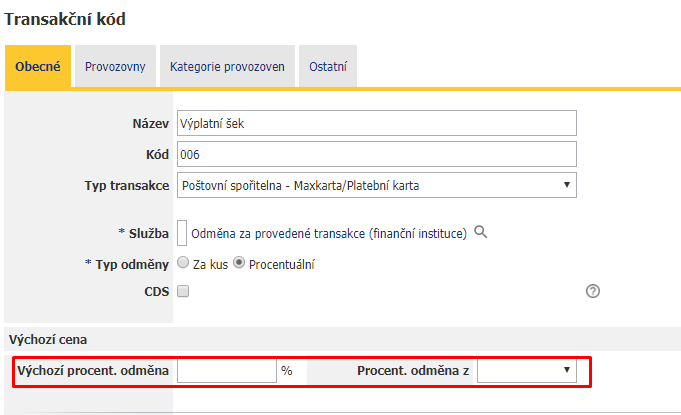 Transakční kód
Obecné Provozovny Kategorie provozoven Ostatní
Název Výplatní šek
Kód 006
Typ transakce Poštovní spořitelna - Maxkarta/Platební karta
* Služba Odměna za provedené transakce (finanční instituce)
* Typ odměny Za kus Procentuální
CDS ?
Výchozí cena
Výchozí procent. odměna % Procent. odměna z